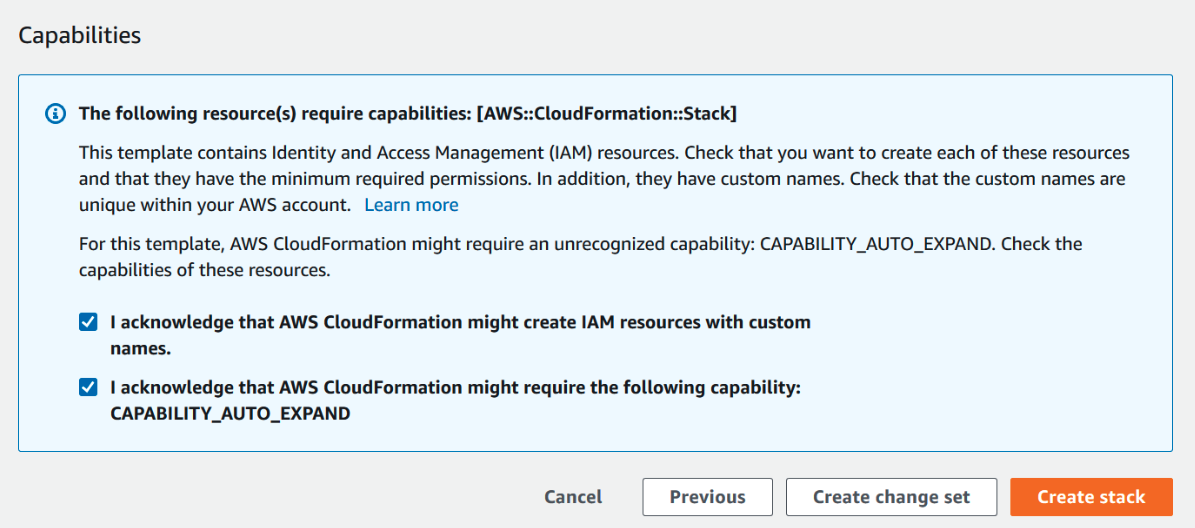 Capabilities
The following resource(s) require capabilities: [AWS::CloudFormation::Stack]
This template contains Identity and Access Management (IAM) resources. Check that you want to create each of these resources
and that they have the minimum required permissions. In addition, they have custom names. Check that the custom names are
unique within your AWS account. Learn more
For this template, AWS CloudFormation might require an unrecognized capability: CAPABILITY_AUTO_EXPAND. Check the
capabilities of these resources.
I acknowledge that AWS CloudFormation might create IAM resources with custom
names.
I acknowledge that AWS CloudFormation might require the following capability:
CAPABILITY_AUTO_EXPAND
Cancel Previous Create change set Create stack